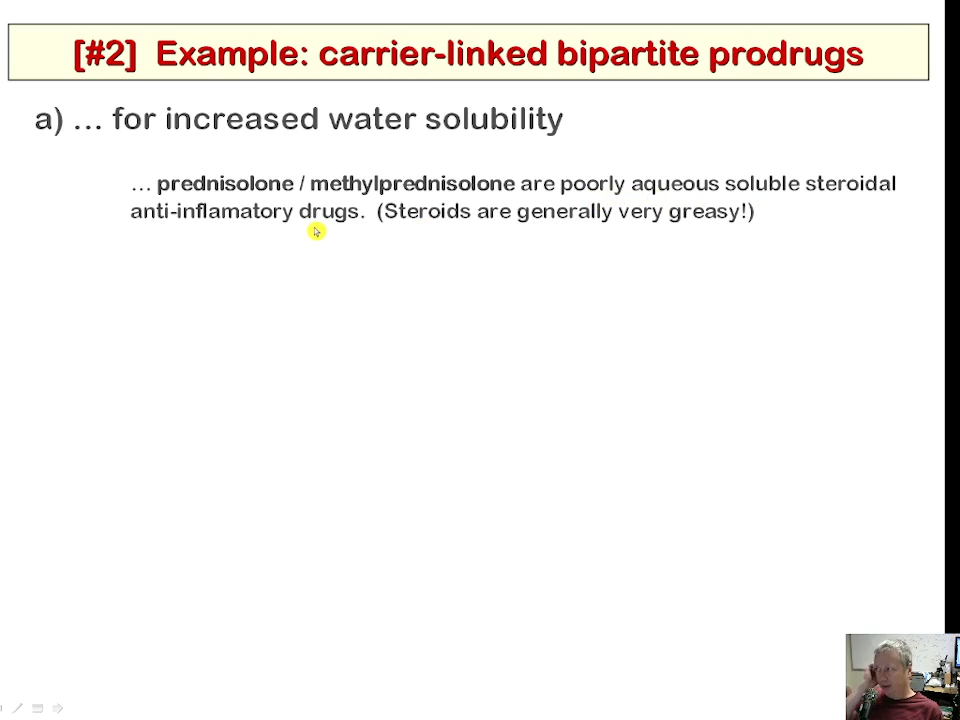 [#2] Example: carrier-linked bipartite prodrugs
a) ... for increased water solubility
... prednisolone / methylprednisolone are poorly aqueous soluble steroidal
anti-inflamatory drugs. (Steroids are generally very greasy!)